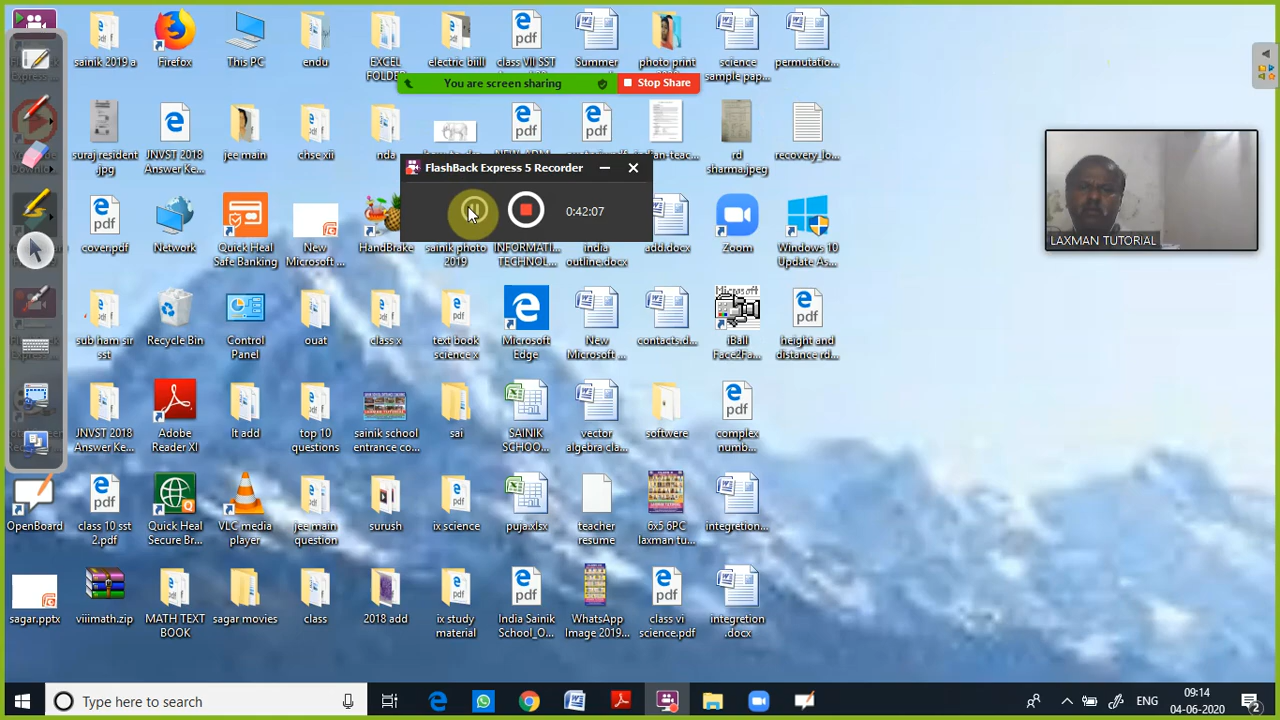 You are screen sharing
Stop Share
FlashBack Express 5 Recorder
0:42:07
LAXMAN TUTORIAL
sainik 2019 a
Firefox
This PC
endu
EXCEL
FOLDER
electric biill
class VII SST
Summer
photo print
science
sample pap...
permutatio...
suraj resident
.jpg
JNVST 2018
Answer Ke...
jee main
chse xii
nda
indian-teac...
rd
sharma.jpeg
recovery_lo...
cover.pdf
Network
Quick Heal
Safe Banking
New
Microsoft ...
HandBrake
sainik photo
2019
INFORMATI...
TECHNOL...
india
outline.docx
add.docx
Zoom
Windows 10
Update As...
sub ham sir
sst
Recycle Bin
Control
Panel
ouat
class x
text book
science x
Microsoft
Edge
New
Microsoft ...
contacts.d...
Microsoft
iBall
Face2Fa...
height and
distance rd...
JNVST 2018
Answer Ke...
Adobe
Reader XI
lt add
top 10
questions
sainik school
entrance co...
sai
SAINIK
SCHOO...
vector
algebra cla...
softwere
complex
numb...
OpenBoard
class 10 sst
2.pdf
Quick Heal
Secure Br...
VLC media
player
jee main
question
surush
ix science
puja.xlsx
teacher
resume
6x5 6PC
laxman tu...
integretion...
sagar.pptx
viiimath.zip
MATH TEXT
BOOK
sagar movies
class
2018 add
ix study
material
India Sainik
School_O...
WhatsApp
Image 2019...
class vi
science.pdf
integretion
.docx
Type here to search
ENG
09:14
04-06-2020
2